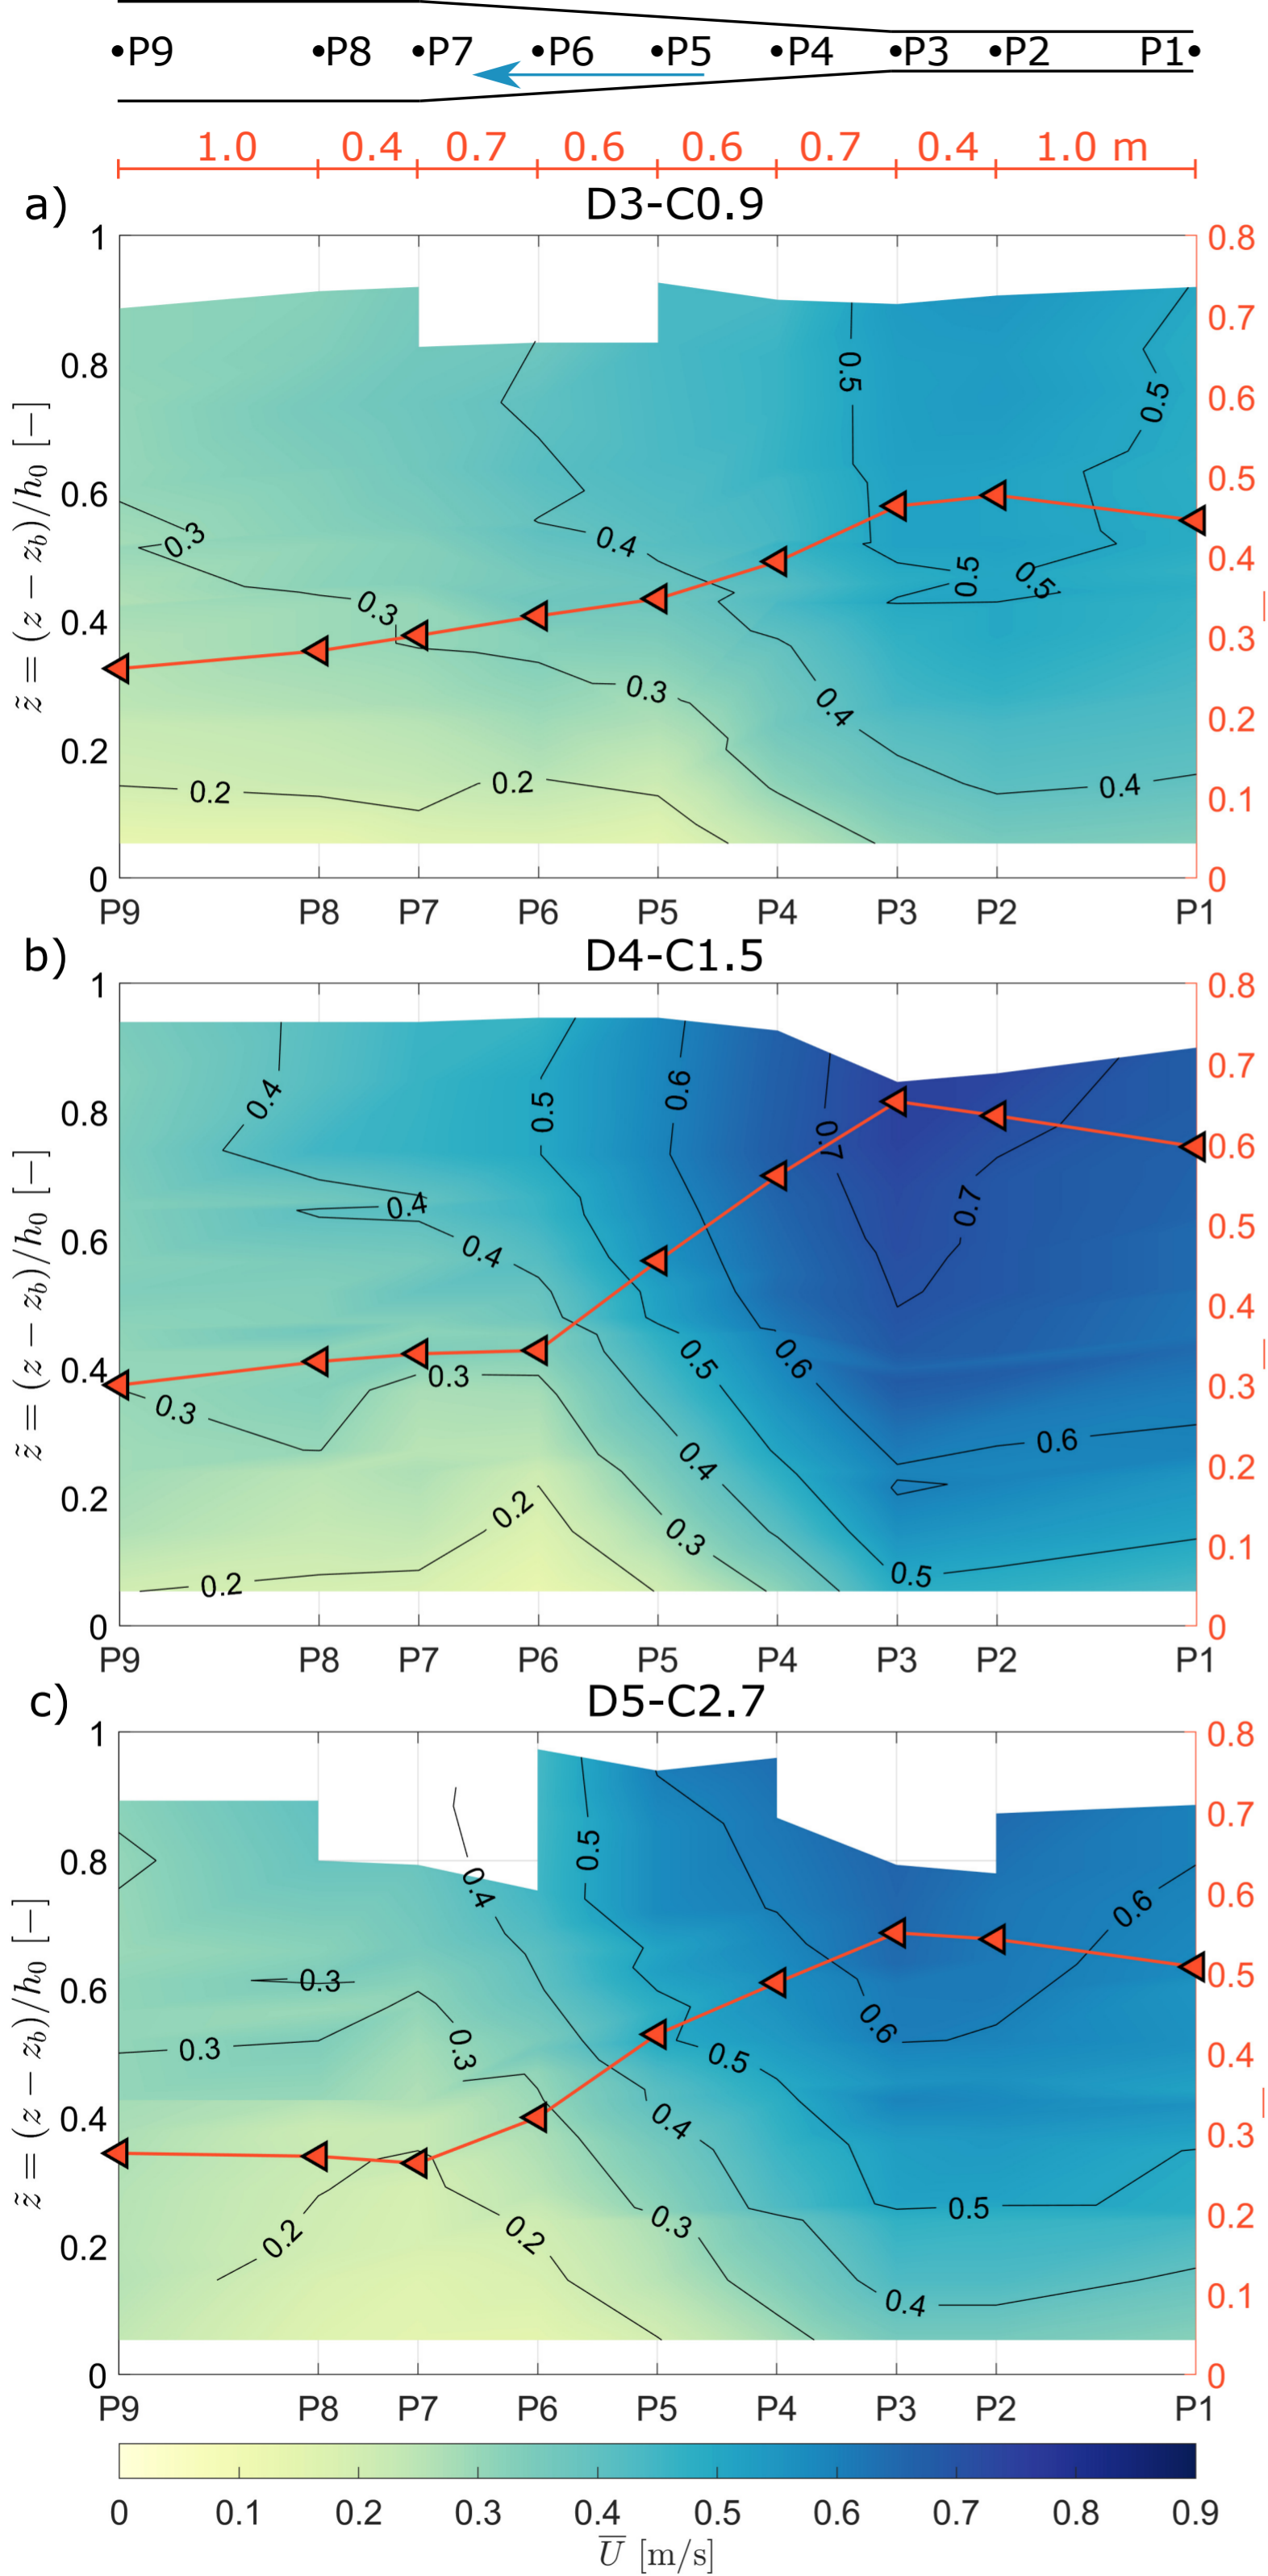 •P9 •P8 •P7 •P6 •P5 •P4 •P3 •P2 P1•
1.0 0.4 0.7 0.6 0.6 0.7 0.4 1.0 m
a) D3-C0.9
1 0.8
0.7
0.8
0.6
0.5 0.5
0.6 0.5
0.3 0.4 0.5 0.5 0.4
0.4 0.3 0.3
0.3 0.4
0.2 0.2
0.2 0.2 0.4 0.1
0 0
z̃ = (z − z_b)/h_0 [−]
P9 P8 P7 P6 P5 P4 P3 P2 P1
b) D4-C1.5
1 0.8
0.7
0.4 0.5 0.6
0.8 0.7 0.6
0.4 0.7
0.6 0.4 0.5
0.4
0.5 0.6
0.4 0.3 0.3
0.3 0.4 0.6 0.2
0.2 0.2 0.3
0.2 0.5 0.1
0 0
z̃ = (z − z_b)/h_0 [−]
P9 P8 P7 P6 P5 P4 P3 P2 P1
c) D5-C2.7
1 0.8
0.7
0.8 0.5
0.4 0.6 0.6
0.6 0.3 0.5
0.3 0.3 0.5 0.6 0.4
0.4 0.4 0.3
0.2 0.2 0.3 0.5 0.2
0.2
0.4 0.1
0 0
z̃ = (z − z_b)/h_0 [−]
P9 P8 P7 P6 P5 P4 P3 P2 P1
0 0.1 0.2 0.3 0.4 0.5 0.6 0.7 0.8 0.9
U̅ [m/s]